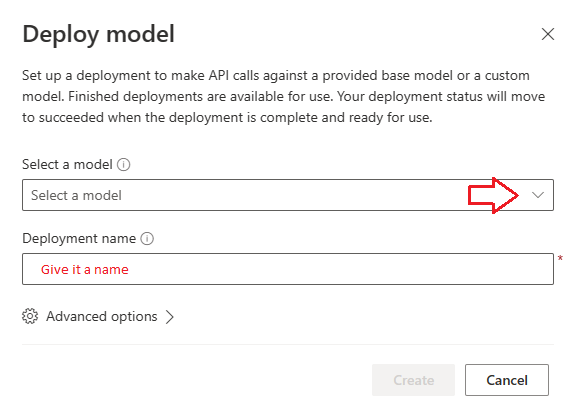 Deploy model
Set up a deployment to make API calls against a provided base model or a custom
model. Finished deployments are available for use. Your deployment status will move
to succeeded when the deployment is complete and ready for use.
Select a model
Select a model
Deployment name
Give it a name
*
Advanced options
Create Cancel